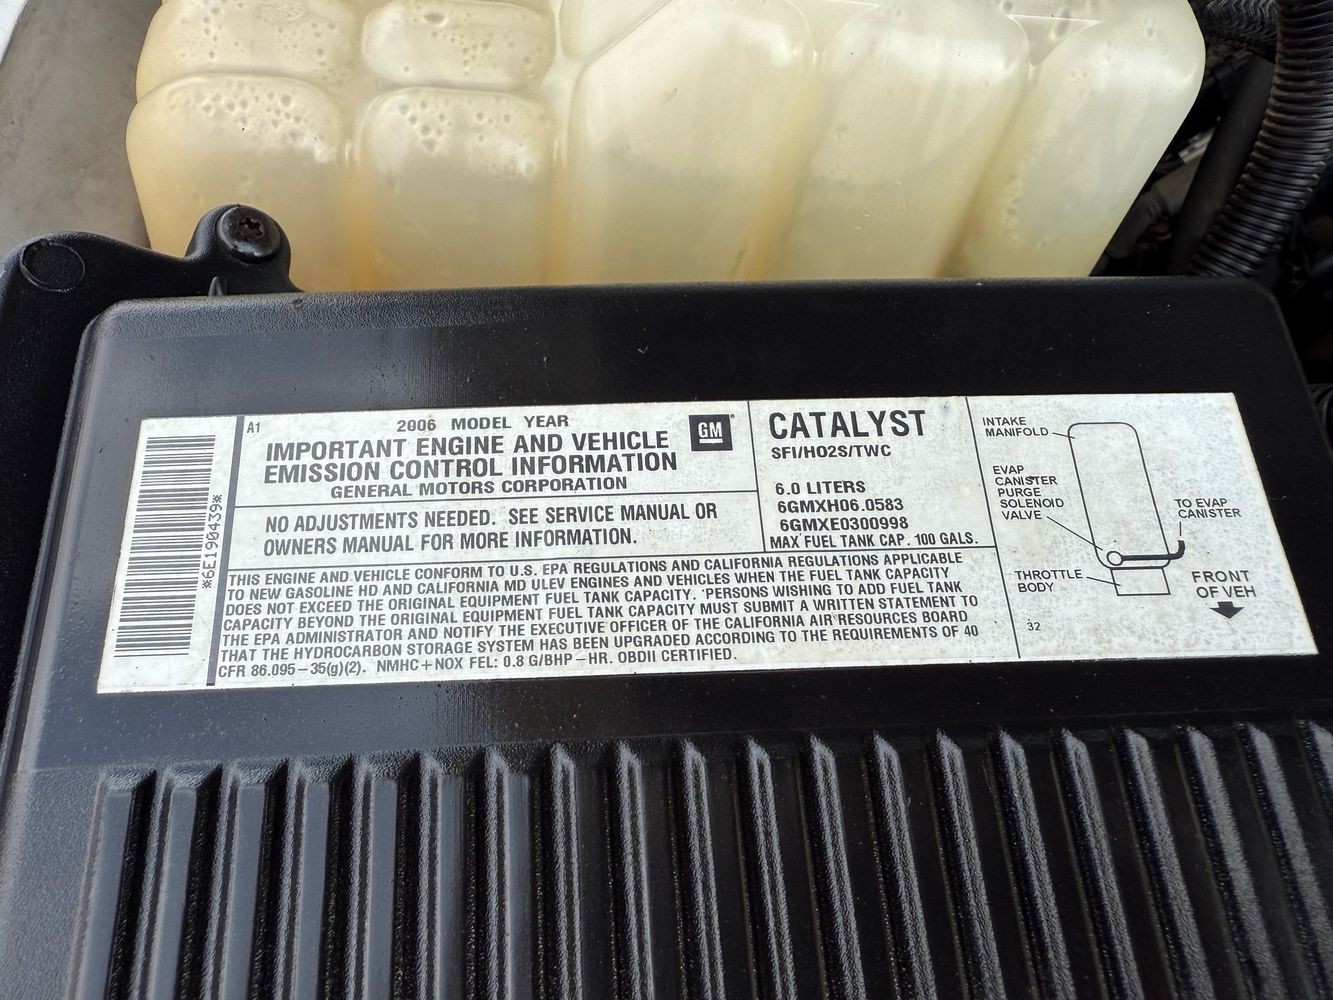 *6E190439*
A1
2006 MODEL YEAR
IMPORTANT ENGINE AND VEHICLE
EMISSION CONTROL INFORMATION
GENERAL MOTORS CORPORATION
GM
NO ADJUSTMENTS NEEDED. SEE SERVICE MANUAL OR
OWNERS MANUAL FOR MORE INFORMATION.
CATALYST
SFI/HO2S/TWC
6.0 LITERS
6GMXH06.0583
6GMXE0300998
MAX FUEL TANK CAP. 100 GALS.
THIS ENGINE AND VEHICLE CONFORM TO U.S. EPA REGULATIONS AND CALIFORNIA REGULATIONS APPLICABLE
TO NEW GASOLINE HD AND CALIFORNIA MD ULEV ENGINES AND VEHICLES WHEN THE FUEL TANK CAPACITY
DOES NOT EXCEED THE ORIGINAL EQUIPMENT FUEL TANK CAPACITY. 'PERSONS WISHING TO ADD FUEL TANK
CAPACITY BEYOND THE ORIGINAL EQUIPMENT FUEL TANK CAPACITY MUST SUBMIT A WRITTEN STATEMENT TO
THE EPA ADMINISTRATOR AND NOTIFY THE EXECUTIVE OFFICER OF THE CALIFORNIA AIR RESOURCES BOARD
THAT THE HYDROCARBON STORAGE SYSTEM HAS BEEN UPGRADED ACCORDING TO THE REQUIREMENTS OF 40
CFR 86.095-35(g)(2). NMHC+NOX FEL: 0.8 G/BHP-HR. OBDII CERTIFIED.
INTAKE
MANIFOLD
EVAP
CANISTER
PURGE
SOLENOID
VALVE
TO EVAP
CANISTER
THROTTLE
BODY
FRONT
OF VEH
32